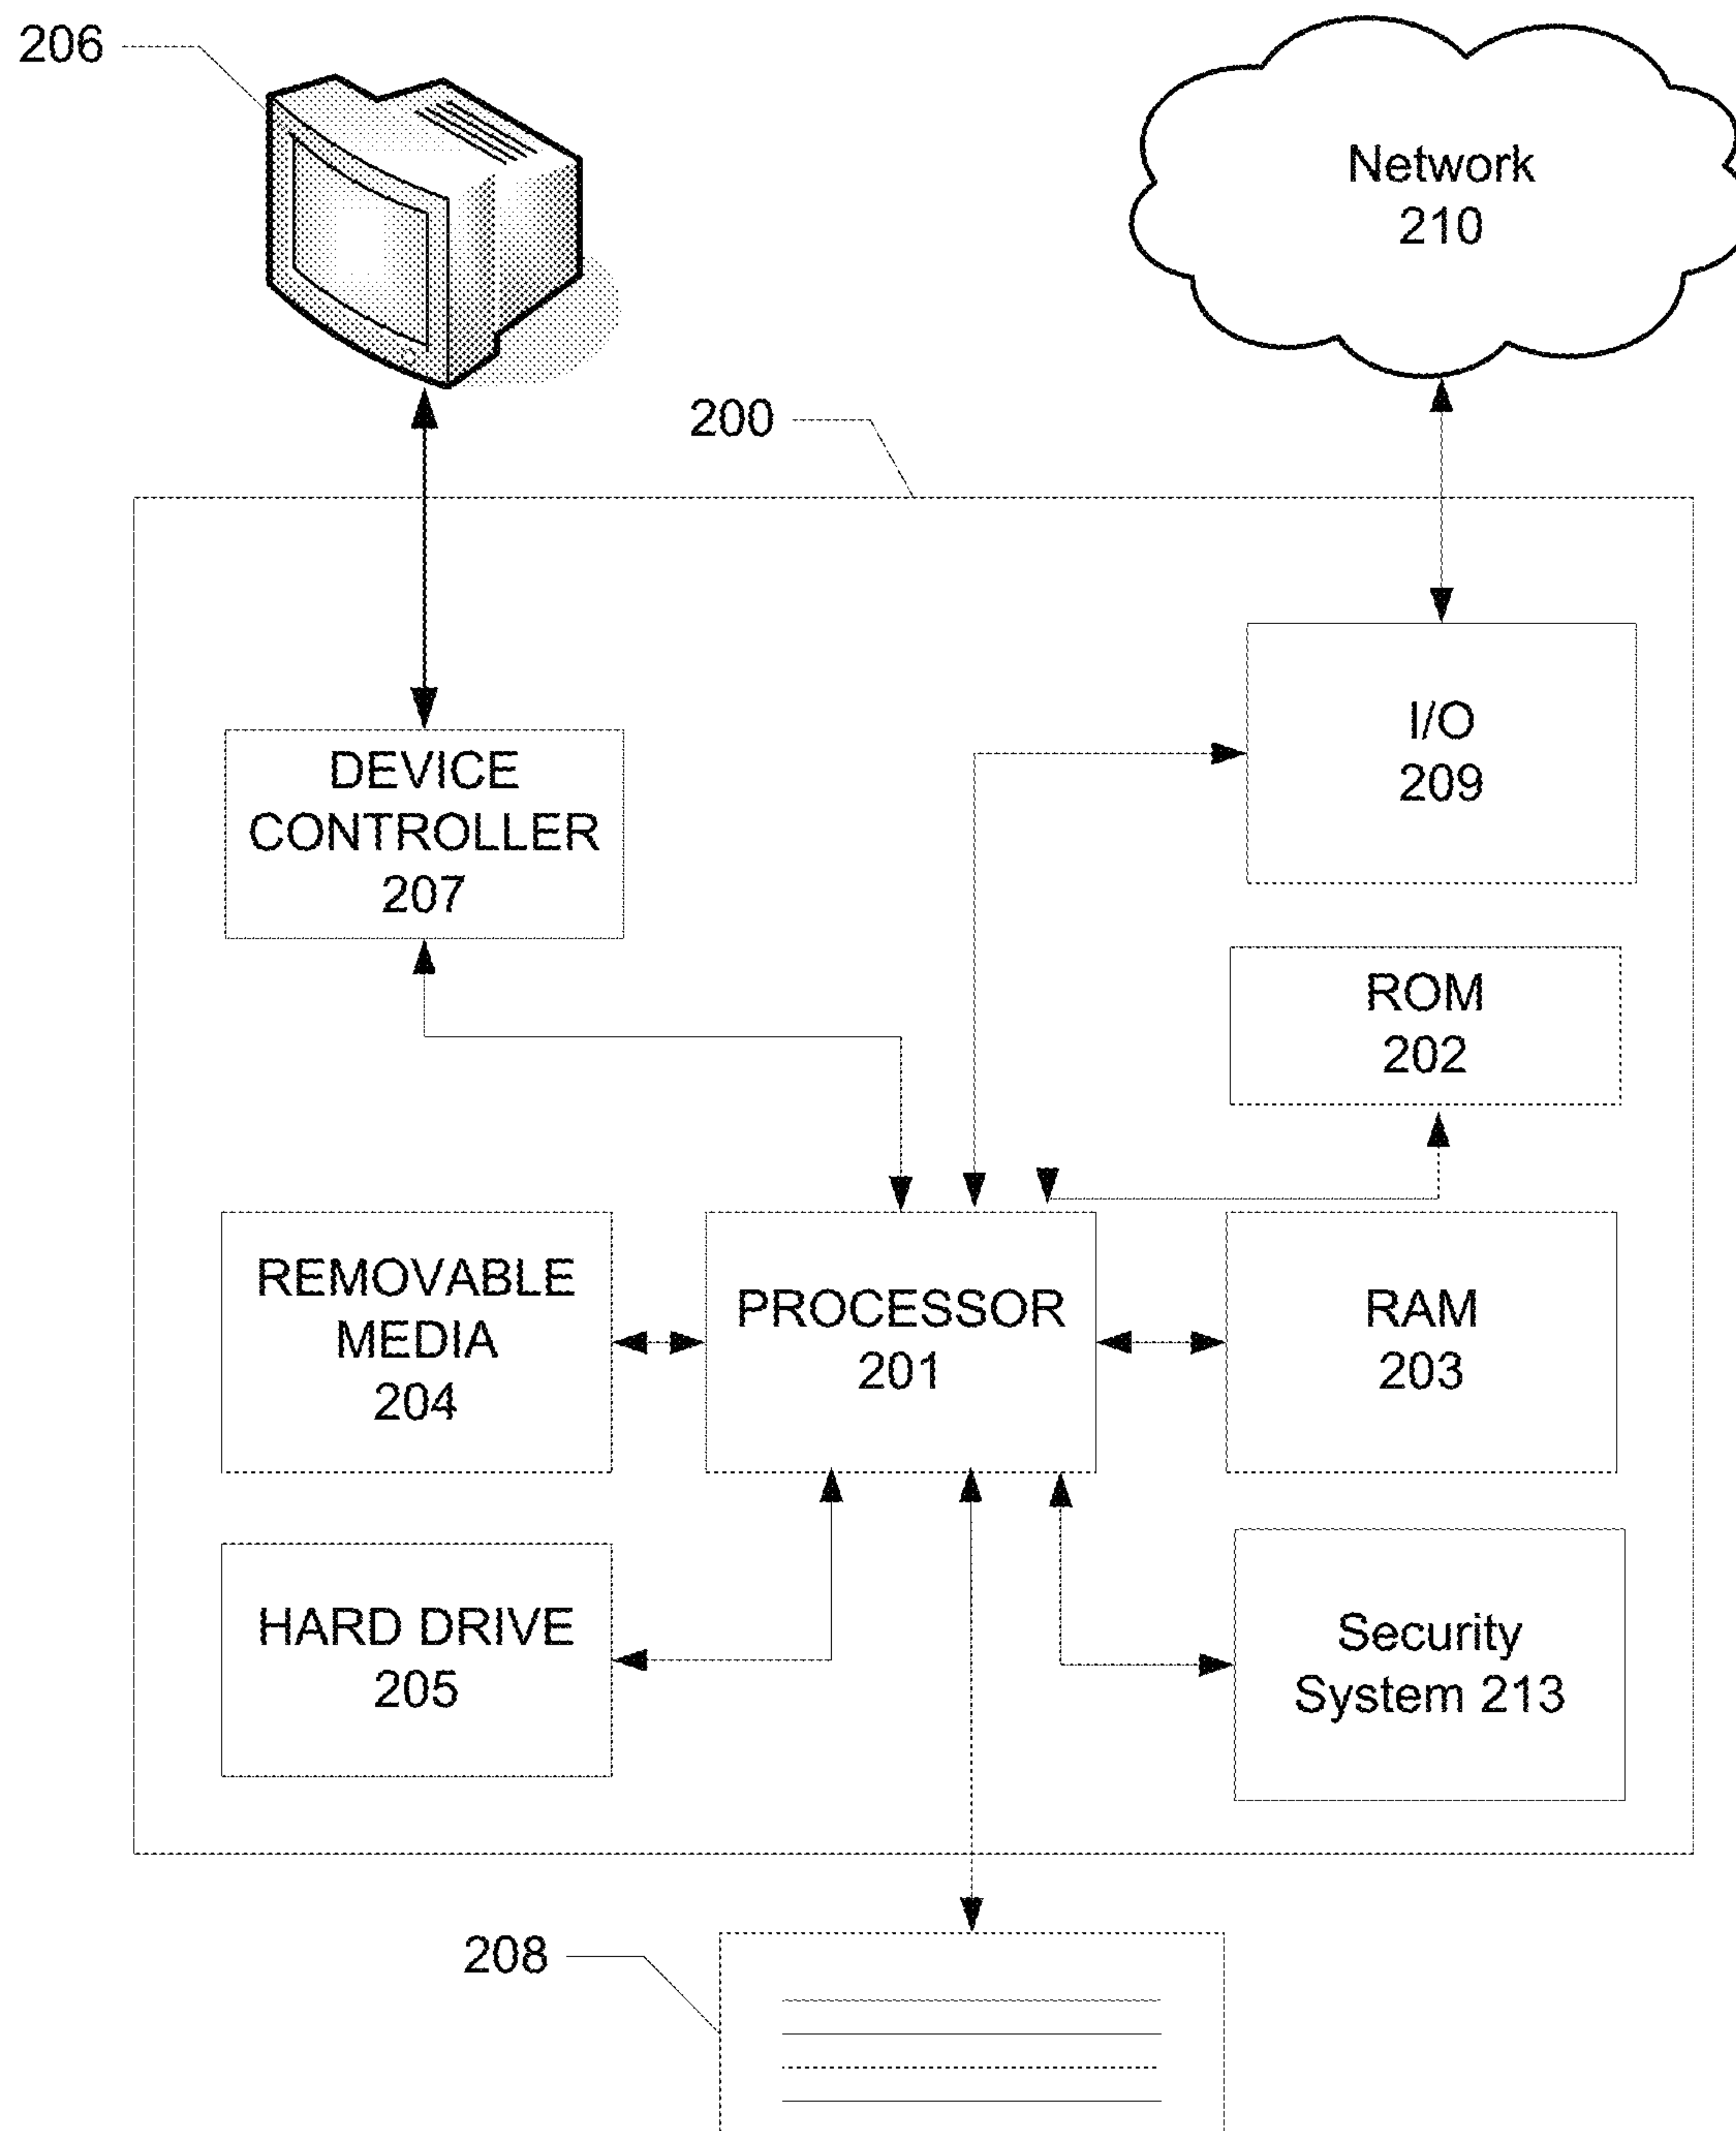 206
Network
210
200
I/O
209
DEVICE
CONTROLLER
207
ROM
202
REMOVABLE
MEDIA
204
PROCESSOR
201
RAM
203
HARD DRIVE
205
Security
System 213
208